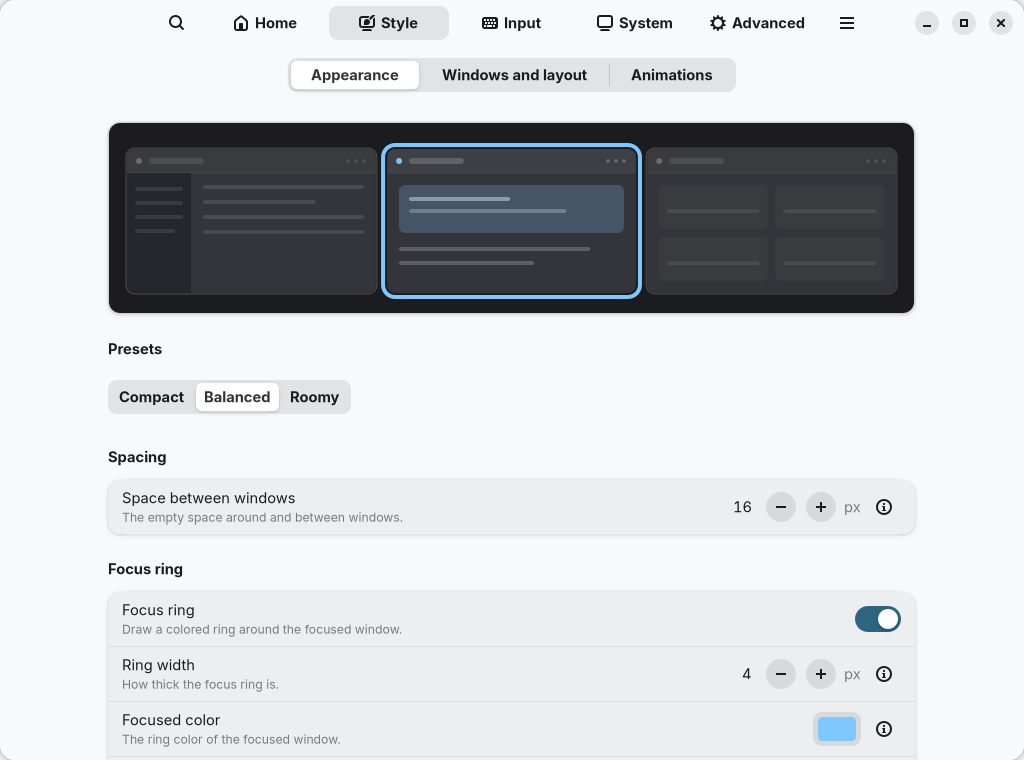 Home
Style
Input
System
Advanced
Appearance
Windows and layout
Animations
Presets
Compact
Balanced
Roomy
Spacing
Space between windows
The empty space around and between windows.
16
px
Focus ring
Focus ring
Draw a colored ring around the focused window.
Ring width
How thick the focus ring is.
4
px
Focused color
The ring color of the focused window.